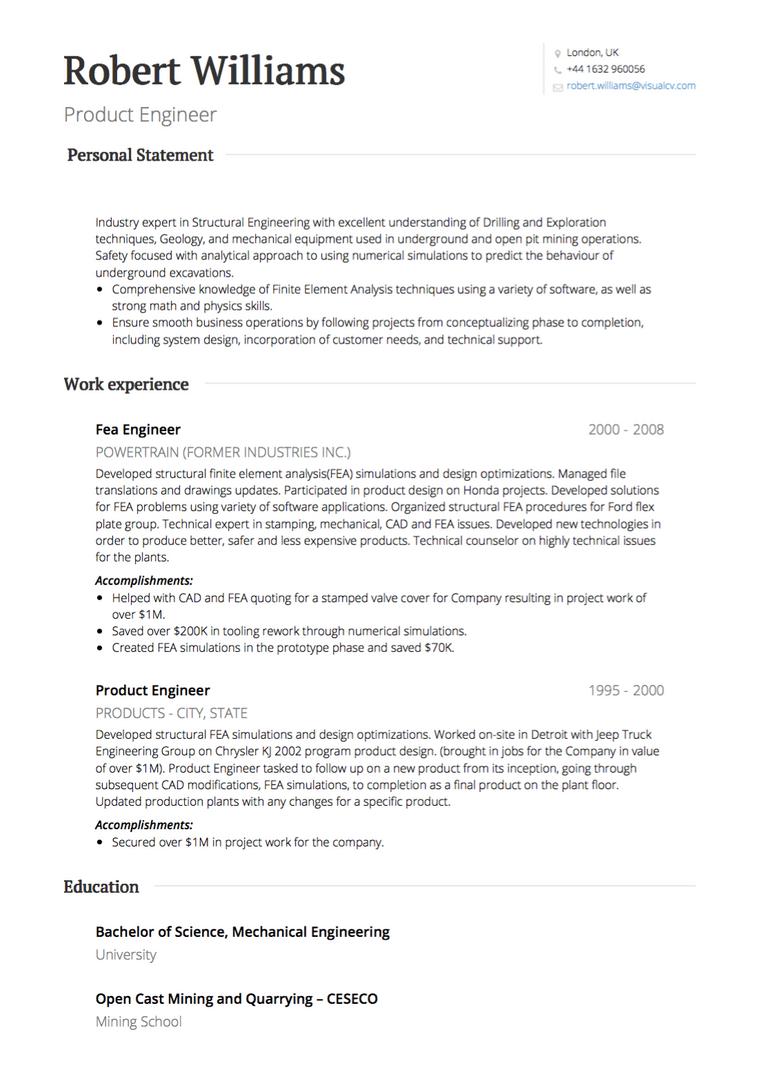 Robert Williams
Product Engineer
London, UK
+44 1632 960056
robert.williams@visualcv.com
Personal Statement
Industry expert in Structural Engineering with excellent understanding of Drilling and Exploration
techniques, Geology, and mechanical equipment used in underground and open pit mining operations.
Safety focused with analytical approach to using numerical simulations to predict the behaviour of
underground excavations.
• Comprehensive knowledge of Finite Element Analysis techniques using a variety of software, as well as
strong math and physics skills.
• Ensure smooth business operations by following projects from conceptualizing phase to completion,
including system design, incorporation of customer needs, and technical support.
Work experience
Fea Engineer 2000 - 2008
POWERTRAIN (FORMER INDUSTRIES INC.)
Developed structural finite element analysis(FEA) simulations and design optimizations. Managed file
translations and drawings updates. Participated in product design on Honda projects. Developed solutions
for FEA problems using variety of software applications. Organized structural FEA procedures for Ford flex
plate group. Technical expert in stamping, mechanical, CAD and FEA issues. Developed new technologies in
order to produce better, safer and less expensive products. Technical counselor on highly technical issues
for the plants.
Accomplishments:
• Helped with CAD and FEA quoting for a stamped valve cover for Company resulting in project work of
over $1M.
• Saved over $200K in tooling rework through numerical simulations.
• Created FEA simulations in the prototype phase and saved $70K.
Product Engineer 1995 - 2000
PRODUCTS - CITY, STATE
Developed structural FEA simulations and design optimizations. Worked on-site in Detroit with Jeep Truck
Engineering Group on Chrysler KJ 2002 program product design. (brought in jobs for the Company in value
of over $1M). Product Engineer tasked to follow up on a new product from its inception, going through
subsequent CAD modifications, FEA simulations, to completion as a final product on the plant floor.
Updated production plants with any changes for a specific product.
Accomplishments:
• Secured over $1M in project work for the company.
Education
Bachelor of Science, Mechanical Engineering
University
Open Cast Mining and Quarrying – CESECO
Mining School